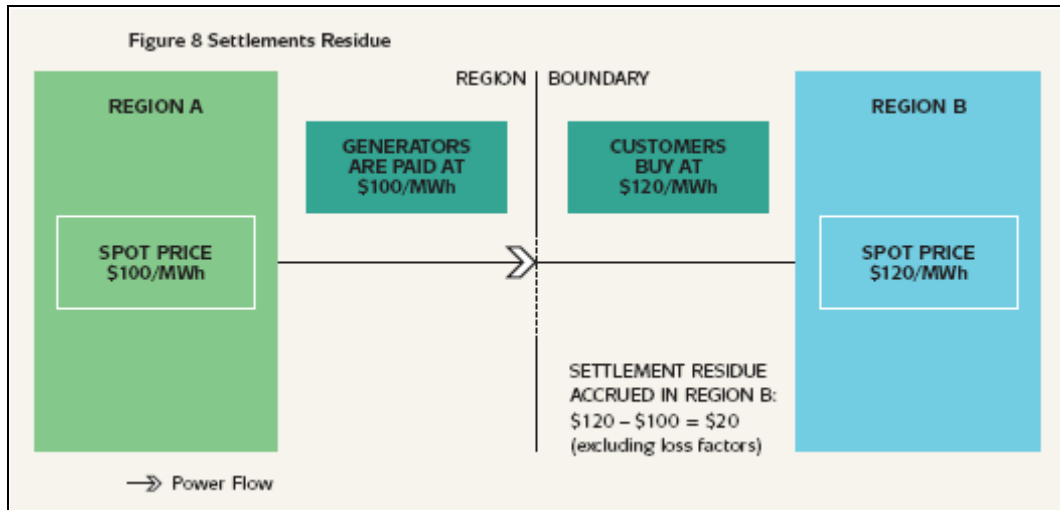 Figure 8 Settlements Residue
REGION BOUNDARY
REGION A
REGION B
GENERATORS
ARE PAID AT
$100/MWh
CUSTOMERS
BUY AT
$120/MWh
SPOT PRICE
$100/MWh
SPOT PRICE
$120/MWh
SETTLEMENT RESIDUE
ACCRUED IN REGION B:
$120 – $100 = $20
(excluding loss factors)
Power Flow